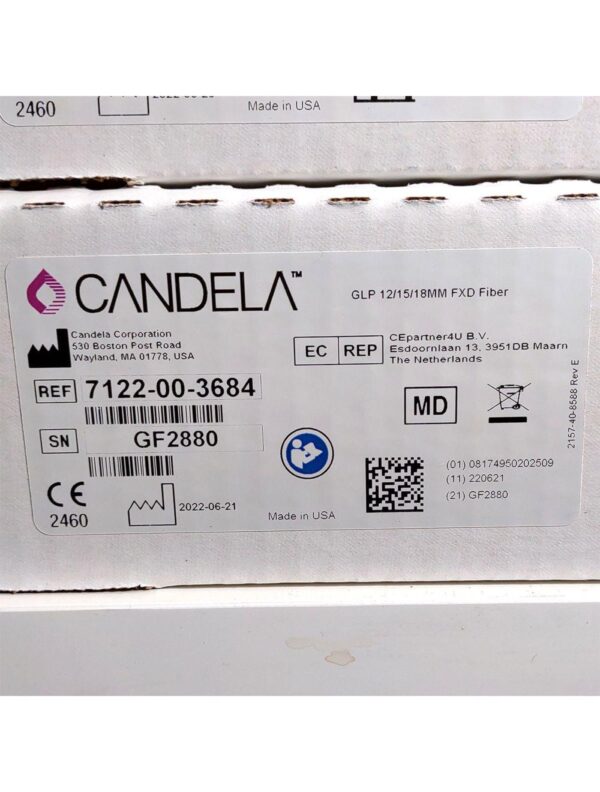 2460
Made in USA
CANDELA™
GLP 12/15/18MM FXD Fiber
Candela Corporation
530 Boston Post Road
Wayland, MA 01778, USA
EC REP
CEpartner4U B.V.
Esdoornlaan 13, 3951DB Maarn
The Netherlands
REF 7122-00-3684
MD
SN GF2880
2157-40-8588 Rev E
CE
2460
2022-06-21
Made in USA
(01) 08174950202509
(11) 220621
(21) GF2880